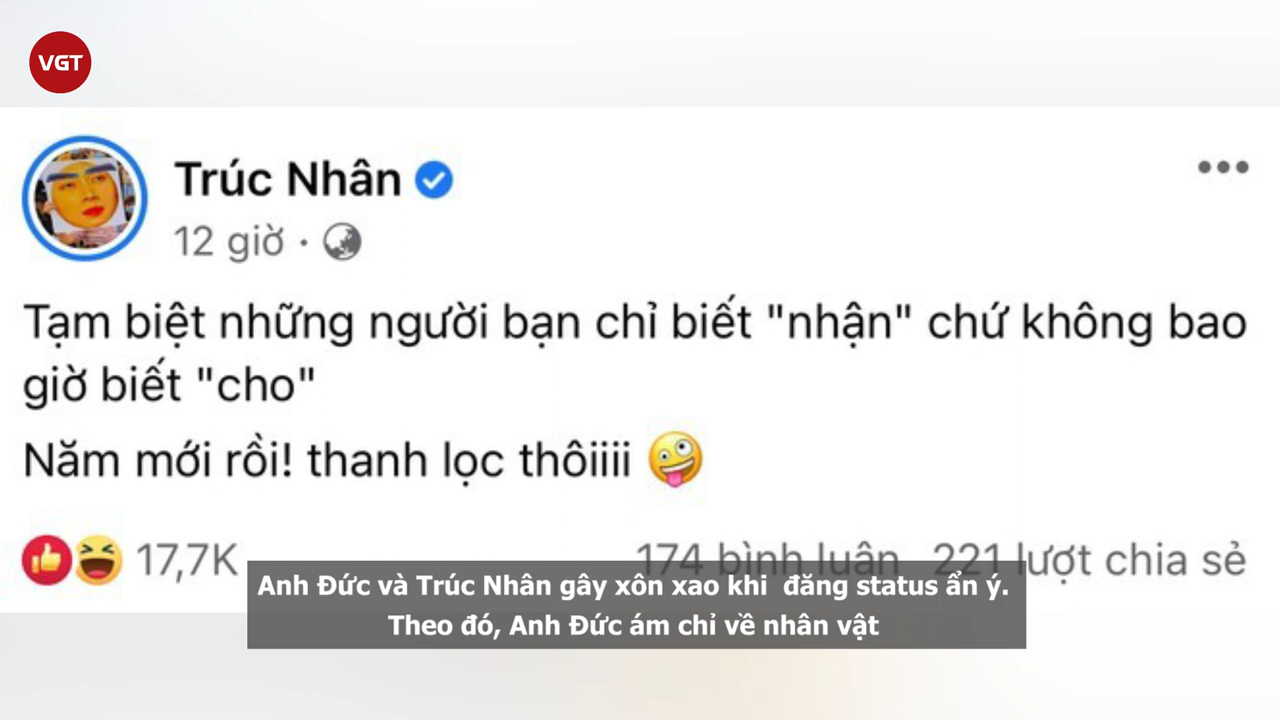 VGT
Trúc Nhân
12 giờ ·
Tạm biệt những người bạn chỉ biết "nhận" chứ không bao
giờ biết "cho"
Năm mới rồi! thanh lọc thôiiii 🤪
17,7K 174 bình luận 221 lượt chia sẻ
Anh Đức và Trúc Nhân gây xôn xao khi đăng status ẩn ý.
Theo đó, Anh Đức ám chỉ về nhân vật